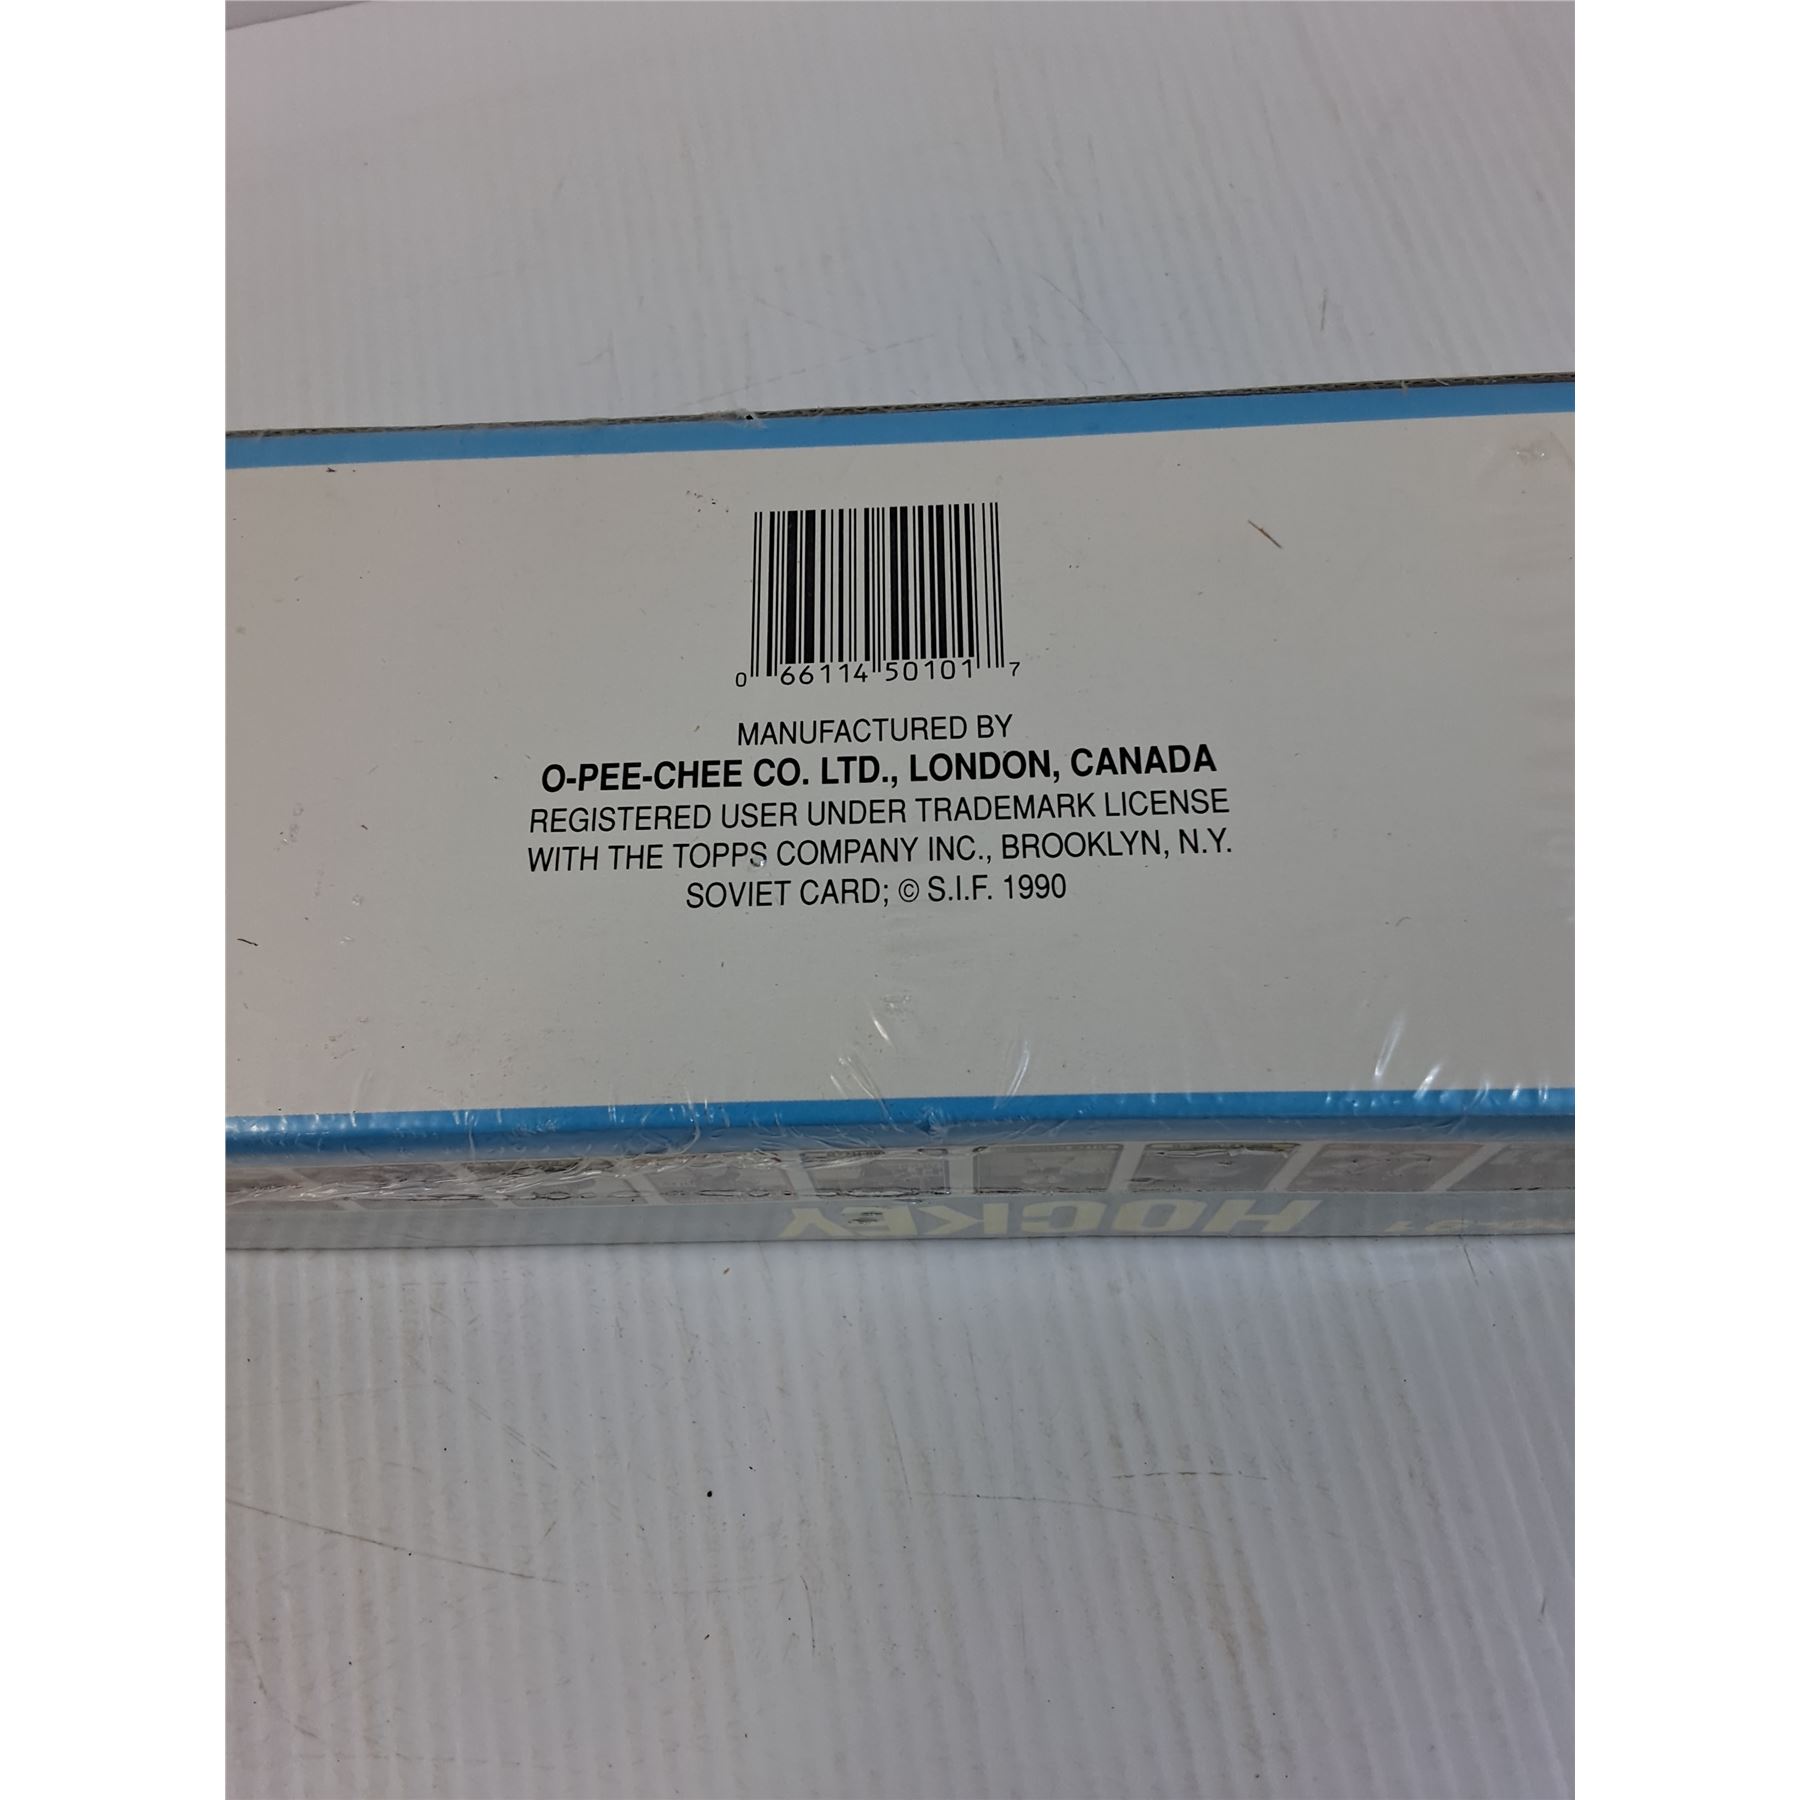 0 66114 50101 7
MANUFACTURED BY
O-PEE-CHEE CO. LTD., LONDON, CANADA
REGISTERED USER UNDER TRADEMARK LICENSE
WITH THE TOPPS COMPANY INC., BROOKLYN, N.Y.
SOVIET CARD; © S.I.F. 1990
HOCKEY